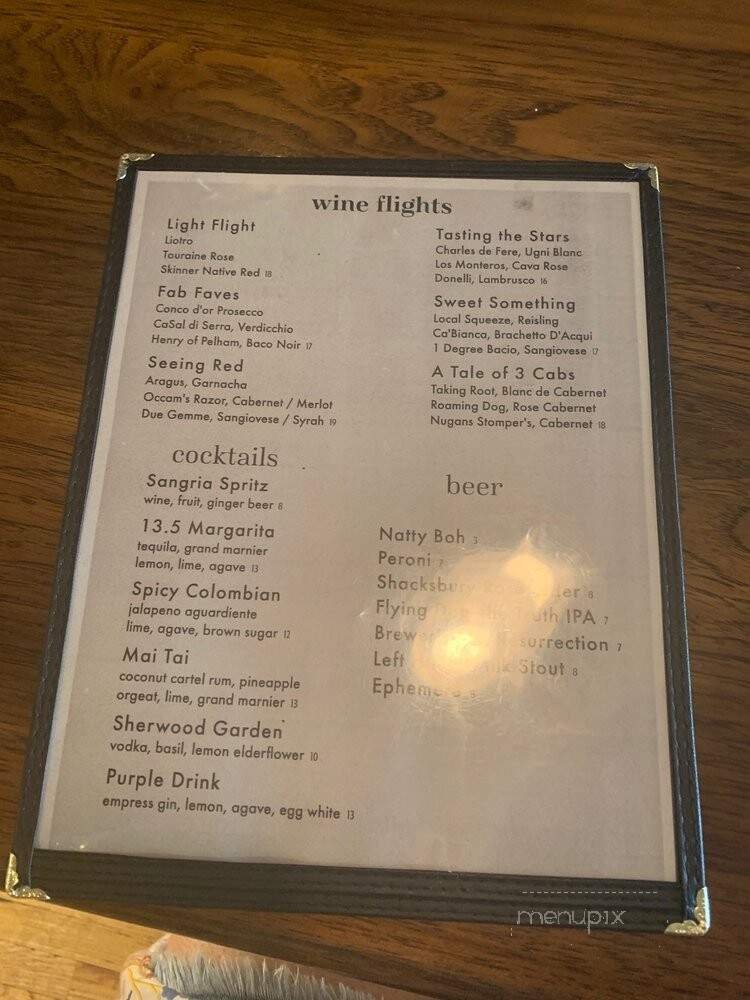 wine flights
Light Flight
Liotro
Touraine Rose
Skinner Native Red 18
Fab Faves
Conco d'or Prosecco
CaSal di Serra, Verdicchio
Henry of Pelham, Baco Noir 17
Seeing Red
Aragus, Garnacha
Occam's Razor, Cabernet / Merlot
Due Gemme, Sangiovese / Syrah 19
Tasting the Stars
Charles de Fere, Ugni Blanc
Los Monteros, Cava Rose
Donelli, Lambrusco 16
Sweet Something
Local Squeeze, Reisling
Ca'Bianca, Brachetto D'Acqui
1 Degree Bacio, Sangiovese 17
A Tale of 3 Cabs
Taking Root, Blanc de Cabernet
Roaming Dog, Rose Cabernet
Nugans Stomper's, Cabernet 18
cocktails
Sangria Spritz
wine, fruit, ginger beer 8
13.5 Margarita
tequila, grand marnier
lemon, lime, agave 13
Spicy Colombian
jalapeno aguardiente
lime, agave, brown sugar 12
Mai Tai
coconut cartel rum, pineapple
orgeat, lime, grand marnier 13
Sherwood Garden
vodka, basil, lemon elderflower 10
Purple Drink
empress gin, lemon, agave, egg white 13
beer
Natty Boh 3
Peroni 7
Shacksbury 8
Flying Truth IPA 7
Resurrection 7
Left Stout 8
Ephemere
menupix